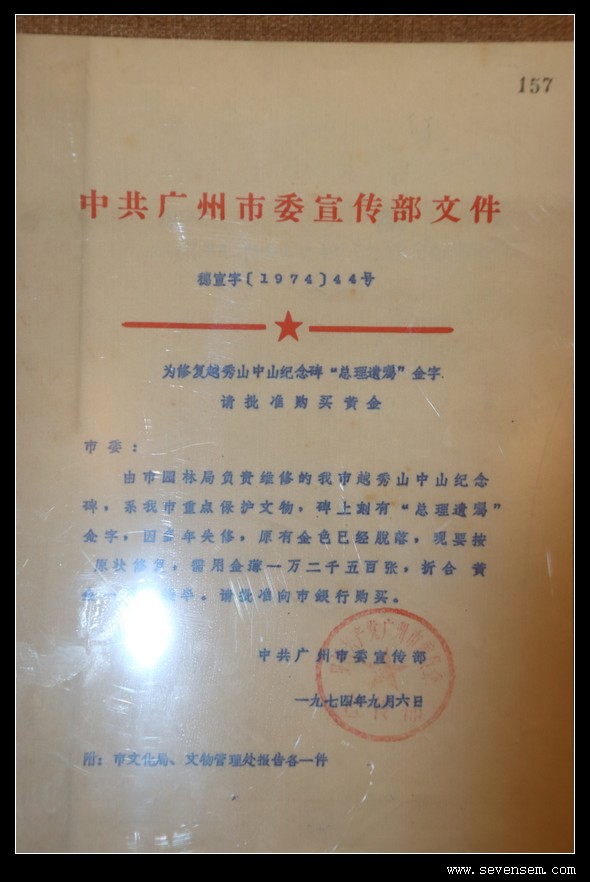 157
中共广州市委宣传部文件
穗宣字〔1974〕44号
为修复越秀山中山纪念碑“总理遗嘱”金字
请批准购买黄金
市委:
由市园林局负责维修的我市越秀山中山纪念
碑,系我市重点保护文物,碑上刻有“总理遗嘱”
金字,因多年失修,原有金色已经脱落,现要按
原状修复,需用金薄一万二千五百张,折合黄
金一 半。请批准向市银行购买。
中共广州市委宣传部
一九七四年九月六日
附:市文化局、文物管理处报告各一件
www.sevensem.com